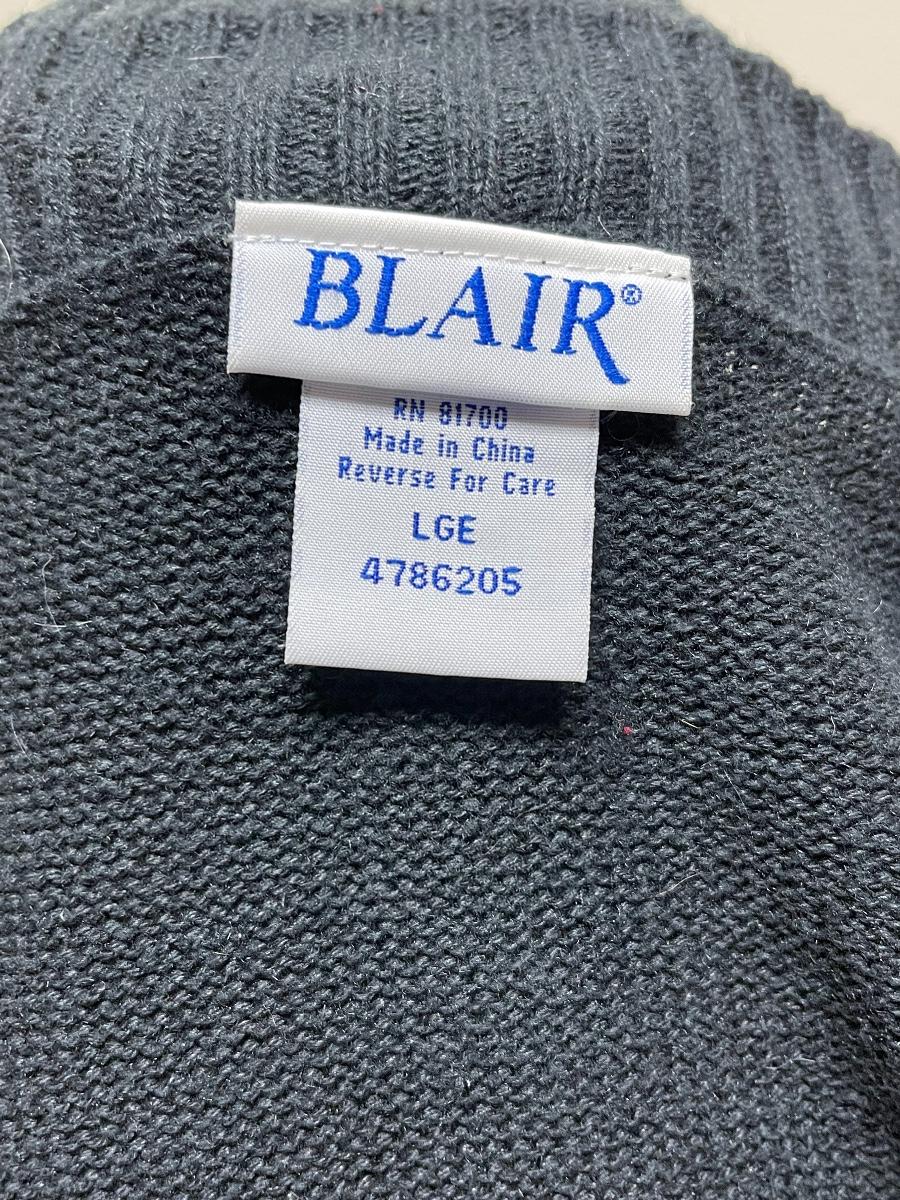 BLAIR®
RN 81700
Made in China
Reverse For Care
LGE
4786205